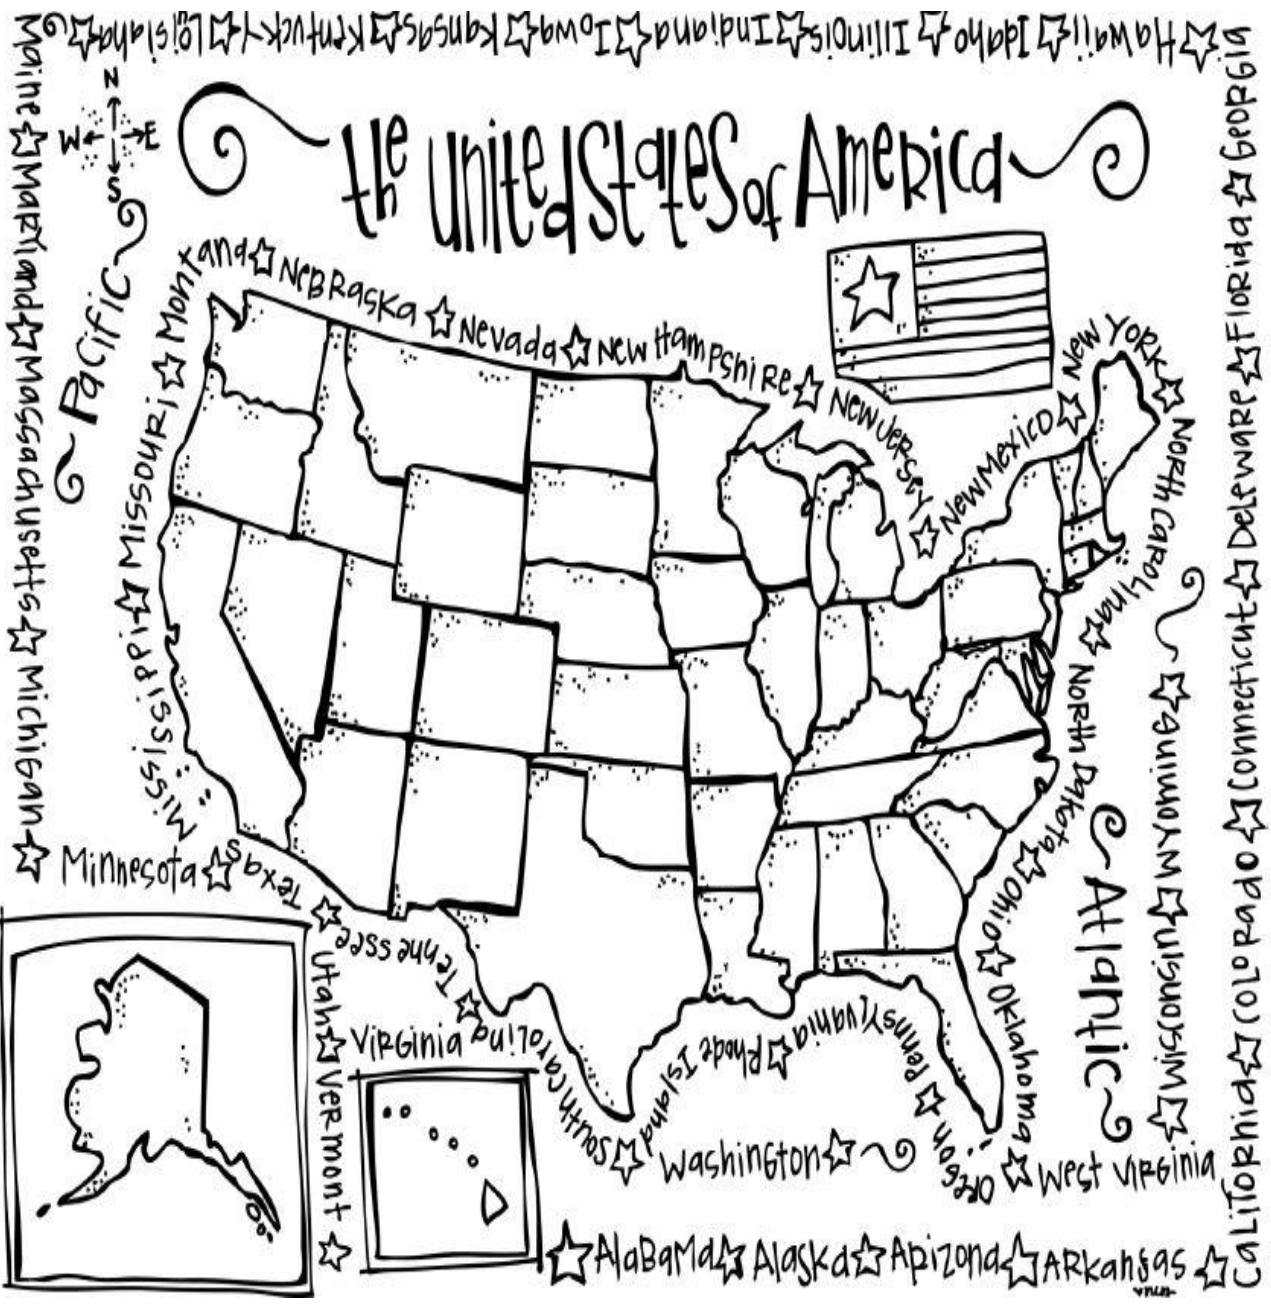 the United States of America
N
W E
S
Pacific
Atlantic
Alabama Alaska Arizona Arkansas
California Colorado Connecticut Deleware Florida Georgia
Hawaii Idaho Illinois Indiana Iowa Kansas Kentucky Louisiana
Maine Maryland Massachusetts Michigan
Minnesota
Mississippi Missouri Montana
Nebraska Nevada New Hampshire New Jersey
New Mexico New York
North Carolina North Dakota Ohio Oklahoma
Oregon Pennsylvania Rhode Island
South Carolina Tennessee Texas
Utah Vermont
Virginia
Washington
West Virginia
Wisconsin Wyoming